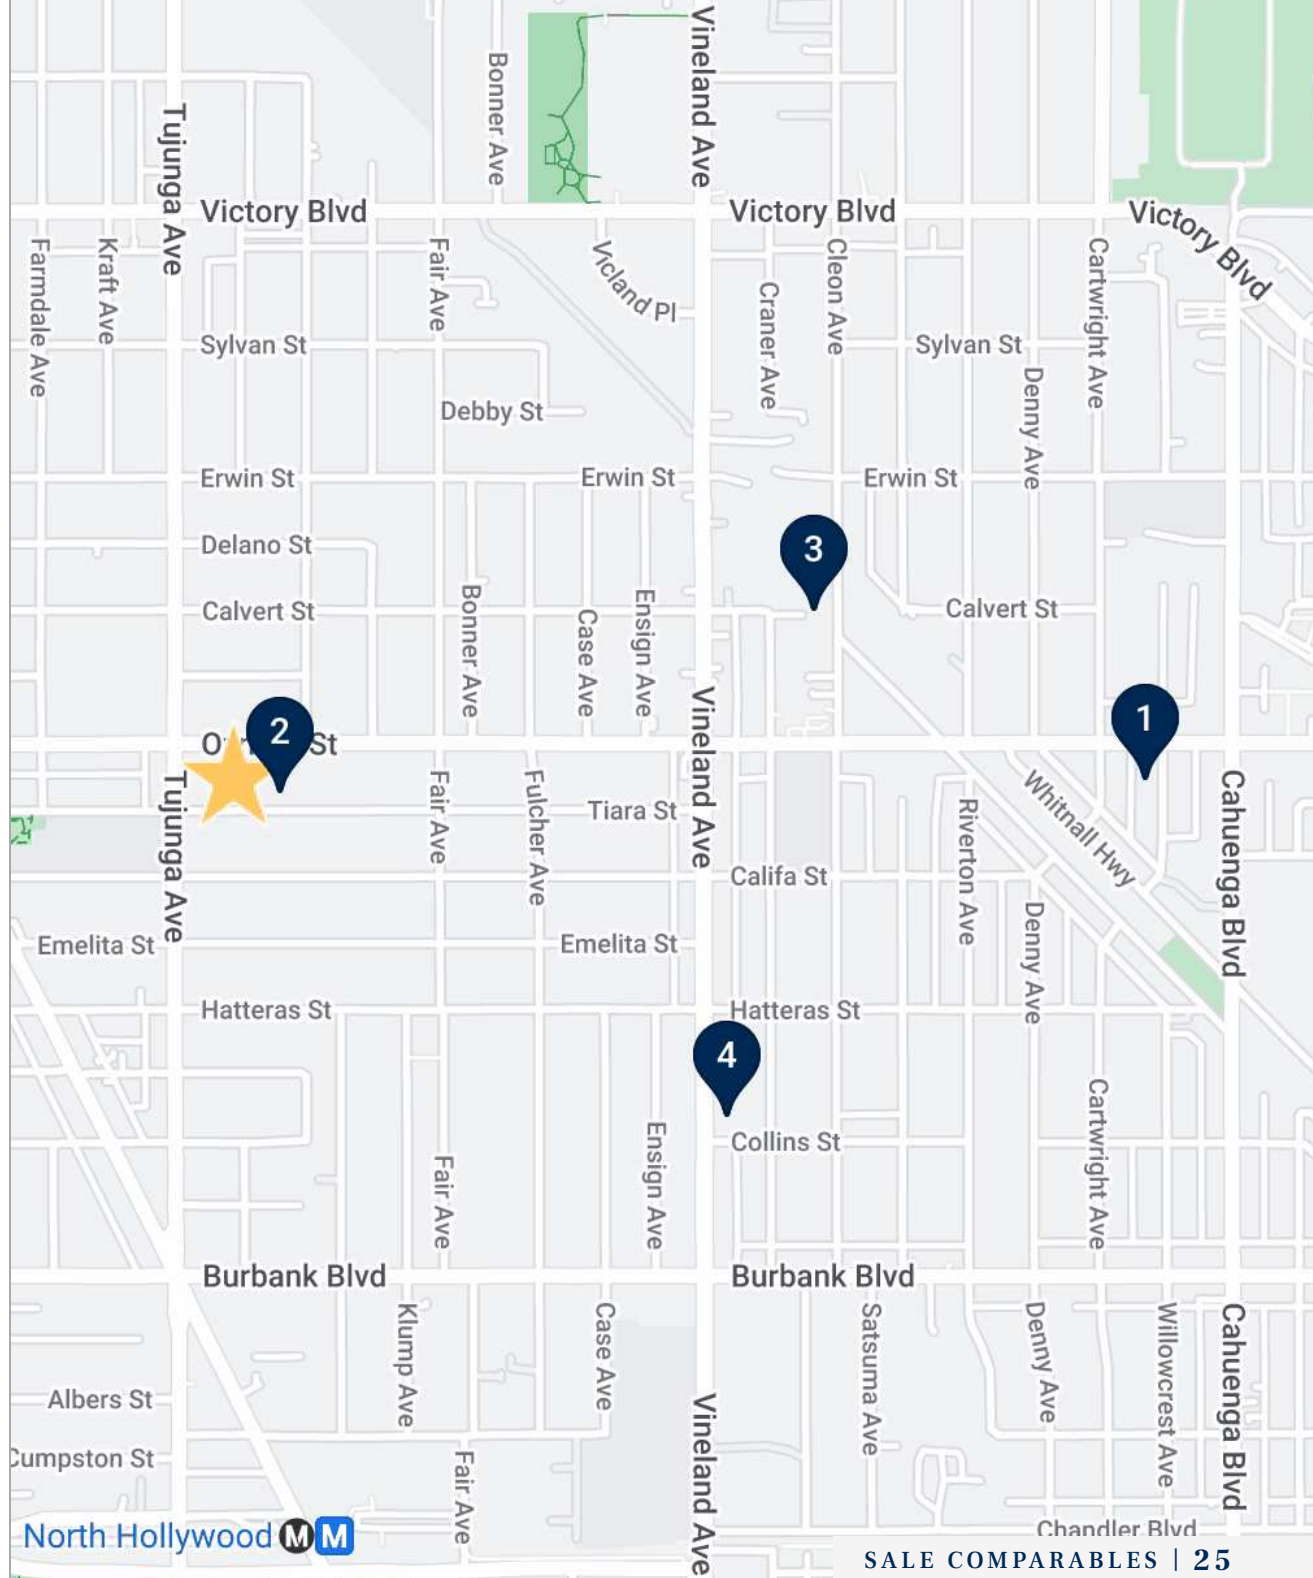 Vineland Ave
Bonner Ave
Tujunga Ave
Victory Blvd
Victory Blvd
Victory Blvd
Farmdale Ave
Kraft Ave
Fair Ave
Vicland Pl
Cleon Ave
Cartwright Ave
Craner Ave
Sylvan St
Sylvan St
Denny Ave
Debby St
Erwin St
Erwin St
Erwin St
Delano St
3
Calvert St
Bonner Ave
Case Ave
Ensign Ave
Calvert St
Vineland Ave
1
2
St
Tujunga Ave
Fair Ave
Fulcher Ave
Tiara St
Riverton Ave
Whitnall Hwy
Cahuenga Blvd
Califa St
Denny Ave
Emelita St
Emelita St
Hatteras St
Hatteras St
4
Cartwright Ave
Ensign Ave
Collins St
Fair Ave
Burbank Blvd
Burbank Blvd
Klump Ave
Case Ave
Satsuma Ave
Denny Ave
Willowcrest Ave
Cahuenga Blvd
Albers St
Vineland Ave
Cumpston St
Fair Ave
North Hollywood M M
Chandler Blvd
SALE COMPARABLES | 25